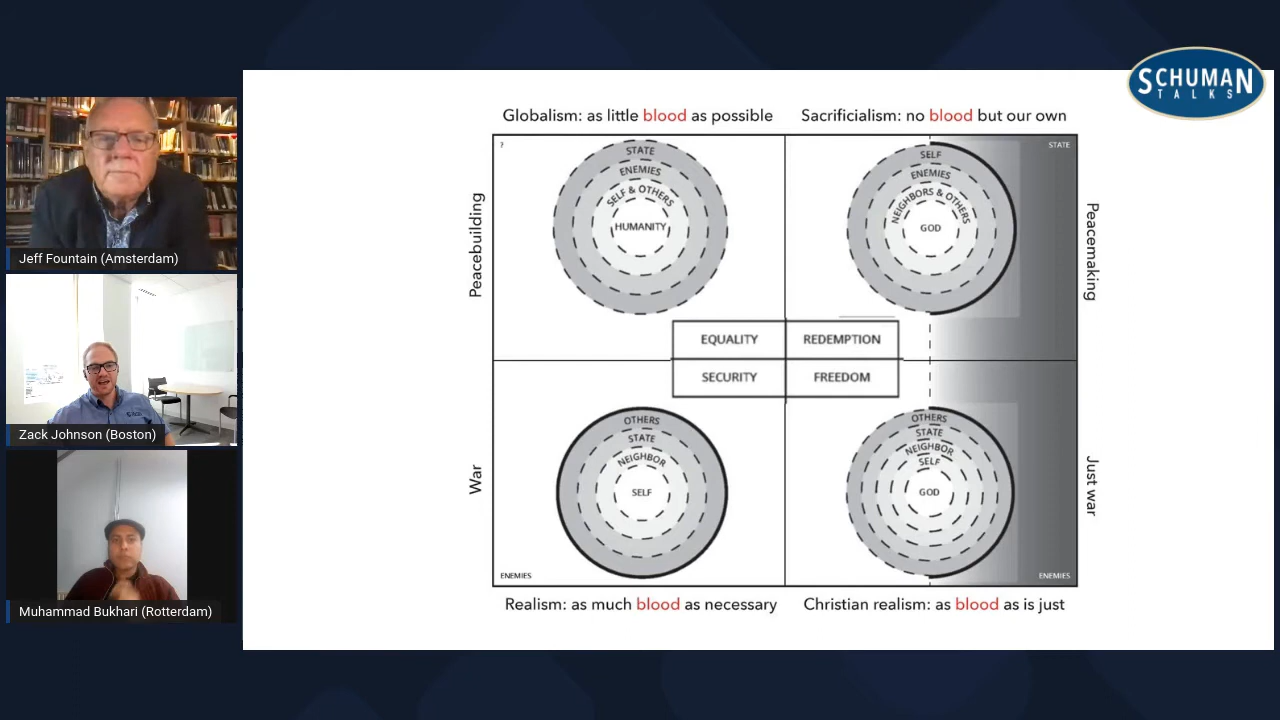 SCHUMAN
TALKS
Jeff Fountain (Amsterdam)
Zack Johnson (Boston)
Muhammad Bukhari (Rotterdam)
Globalism: as little blood as possible
Sacrificialism: no blood but our own
?
STATE
ENEMIES
SELF & OTHERS
HUMANITY
SELF
ENEMIES
NEIGHBORS & OTHERS
GOD
STATE
Peacebuilding
Peacemaking
EQUALITY
REDEMPTION
SECURITY
FREEDOM
War
Just war
OTHERS
STATE
NEIGHBOR
SELF
ENEMIES
OTHERS
STATE
NEIGHBOR
SELF
GOD
ENEMIES
Realism: as much blood as necessary
Christian realism: as blood as is just